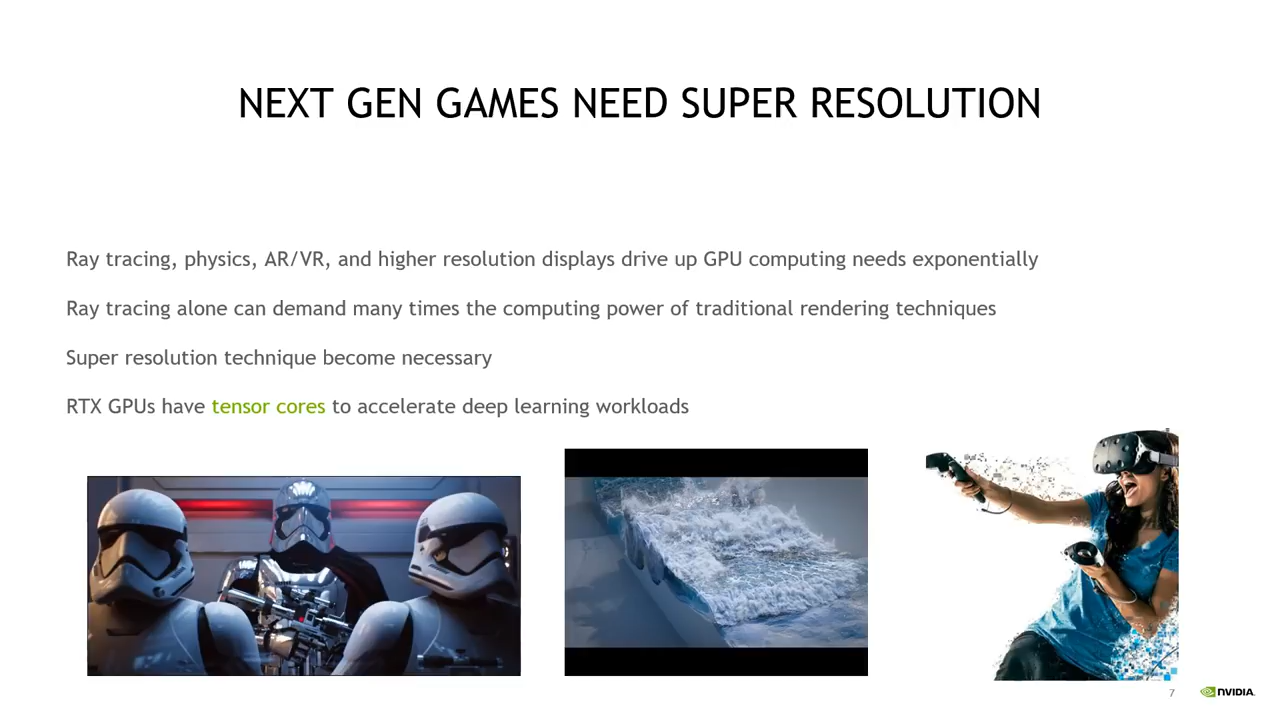 NEXT GEN GAMES NEED SUPER RESOLUTION
Ray tracing, physics, AR/VR, and higher resolution displays drive up GPU computing needs exponentially
Ray tracing alone can demand many times the computing power of traditional rendering techniques
Super resolution technique become necessary
RTX GPUs have tensor cores to accelerate deep learning workloads
7
NVIDIA.